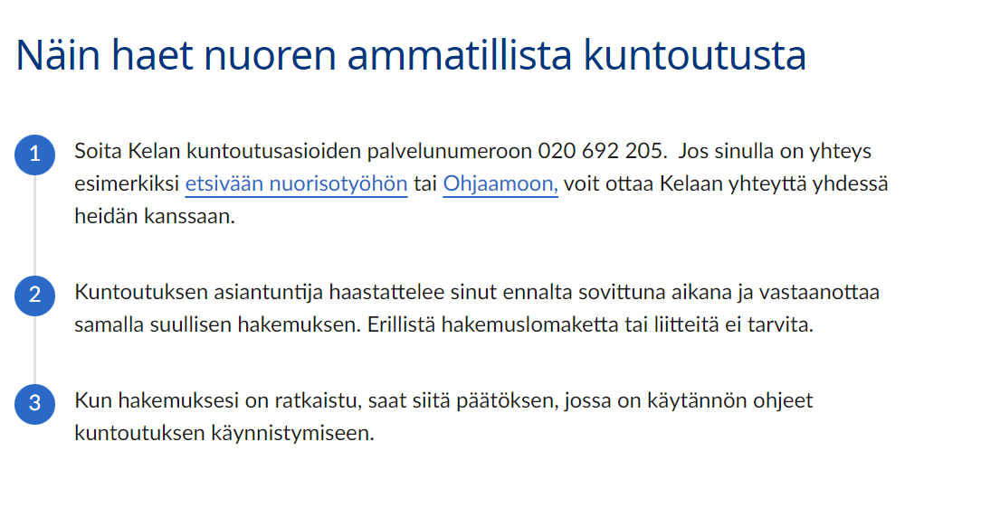 Näin haet nuoren ammatillista kuntoutusta
1
Soita Kelan kuntoutusasioiden palvelunumeroon 020 692 205. Jos sinulla on yhteys
esimerkiksi etsivään nuorisotyöhön tai Ohjaamoon, voit ottaa Kelaan yhteyttä yhdessä
heidän kanssaan.
2
Kuntoutuksen asiantuntija haastattelee sinut ennalta sovittuna aikana ja vastaanottaa
samalla suullisen hakemuksen. Erillistä hakemuslomaketta tai liitteitä ei tarvita.
3
Kun hakemuksesi on ratkaistu, saat siitä päätöksen, jossa on käytännön ohjeet
kuntoutuksen käynnistymiseen.